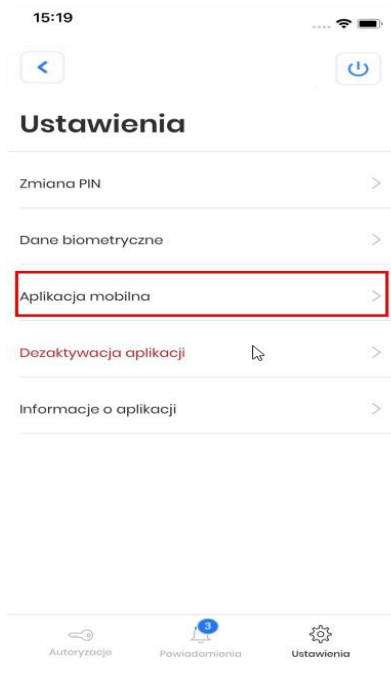 15:19
Ustawienia
Zmiana PIN
Dane biometryczne
Aplikacja mobilna
Dezaktywacja aplikacji
Informacje o aplikacji
3
Autoryzacje
Powiadomienia
Ustawienia